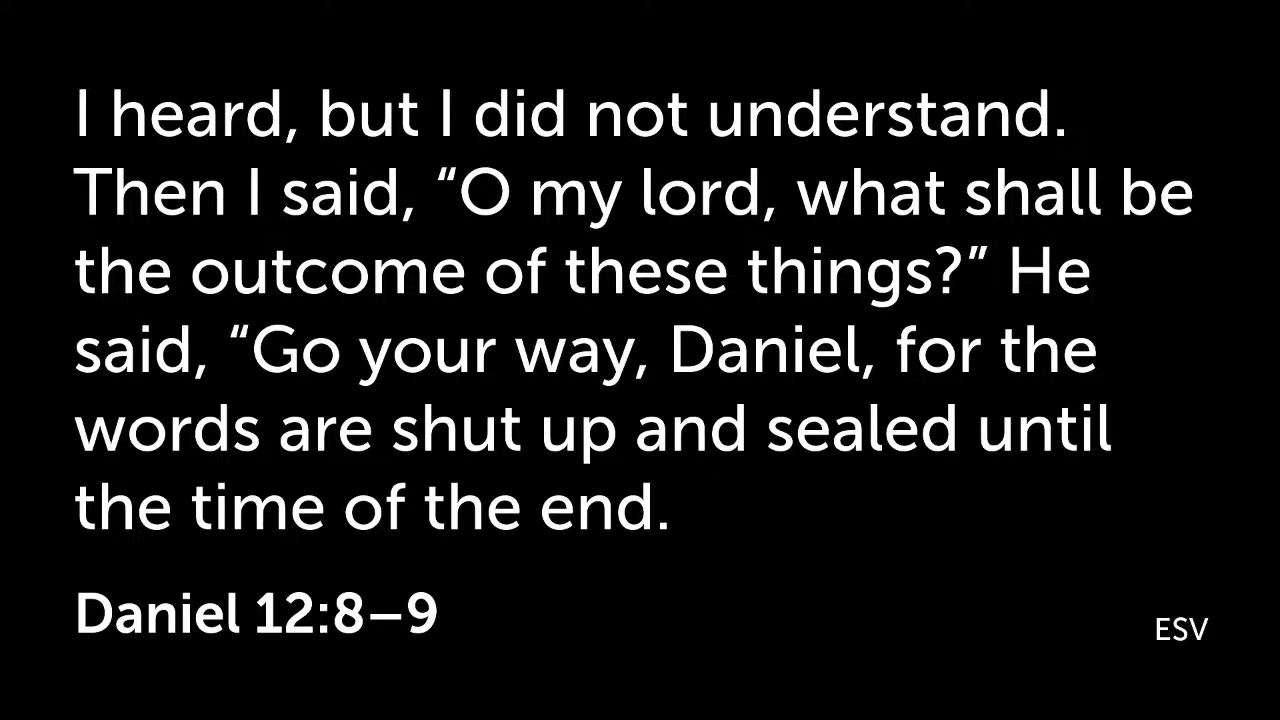 I heard, but I did not understand.
Then I said, “O my lord, what shall be
the outcome of these things?” He
said, “Go your way, Daniel, for the
words are shut up and sealed until
the time of the end.
Daniel 12:8–9
ESV